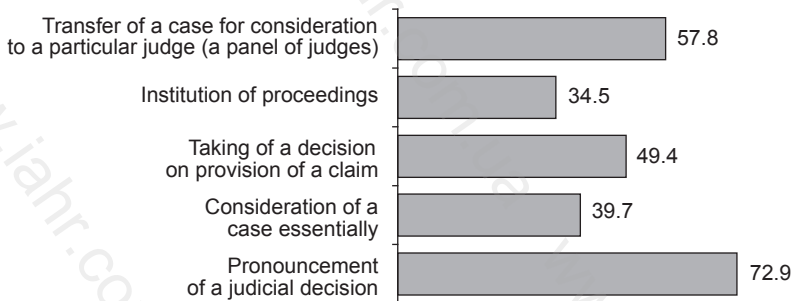 Transfer of a case for consideration
to a particular judge (a panel of judges)
57.8
Institution of proceedings
34.5
Taking of a decision
on provision of a claim
49.4
Consideration of a
case essentially
39.7
Pronouncement
of a judicial decision
72.9